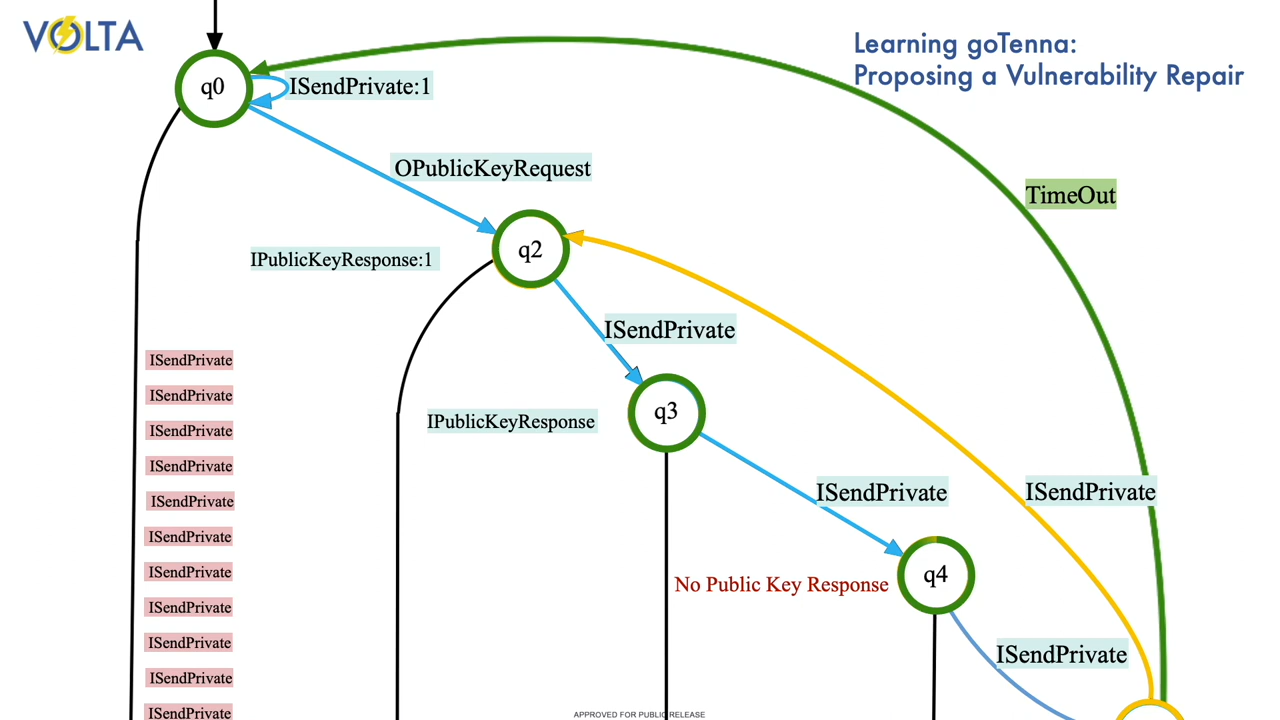 VOLTA
Learning goTenna:
Proposing a Vulnerability Repair
q0
ISendPrivate:1
OPublicKeyRequest
TimeOut
IPublicKeyResponse:1
q2
ISendPrivate
ISendPrivate
ISendPrivate
q3
IPublicKeyResponse
ISendPrivate
ISendPrivate
ISendPrivate
ISendPrivate
ISendPrivate
ISendPrivate
ISendPrivate
ISendPrivate
q4
No Public Key Response
ISendPrivate
ISendPrivate
ISendPrivate
ISendPrivate
ISendPrivate
APPROVED FOR PUBLIC RELEASE